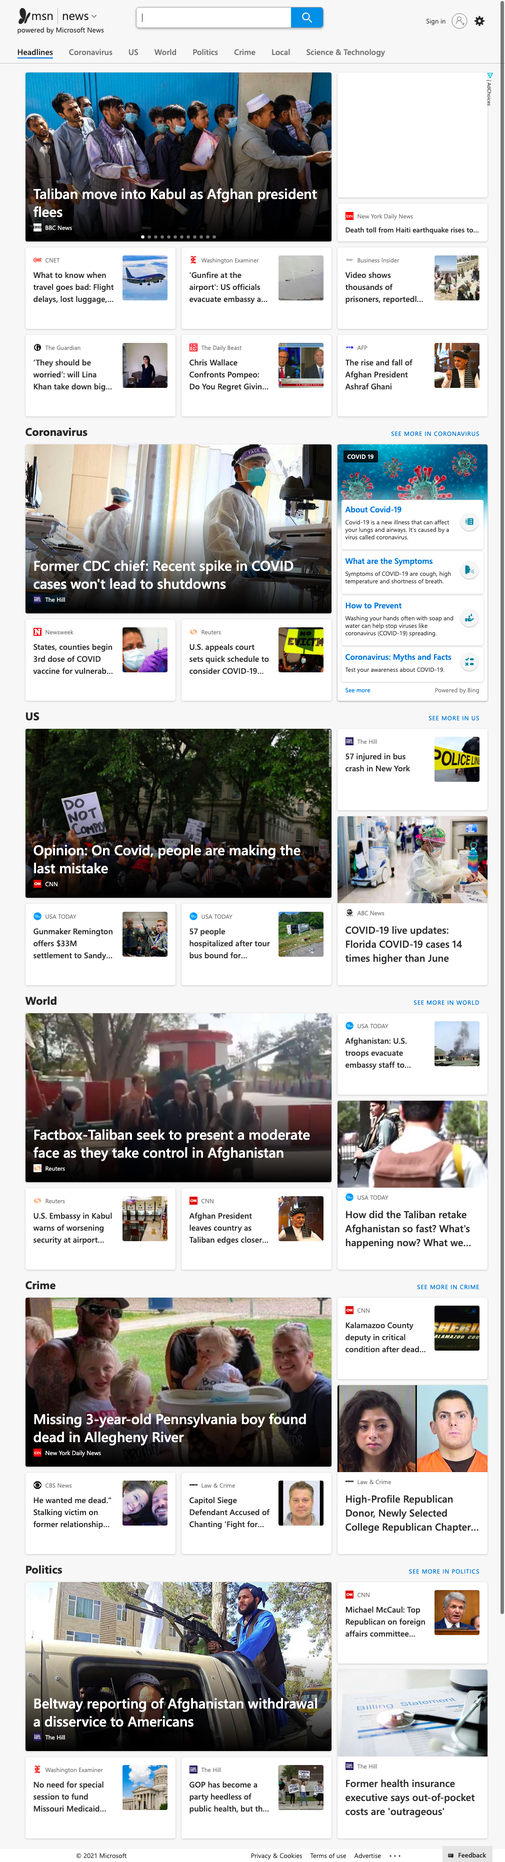 msn news
powered by Microsoft News
Sign in
Headlines Coronavirus US World Politics Crime Local Science & Technology
AdChoices
Taliban move into Kabul as Afghan president
flees
BBC News
New York Daily News
Death toll from Haiti earthquake rises to...
CNET
What to know when
travel goes bad: Flight
delays, lost luggage,...
Washington Examiner
'Gunfire at the
airport': US officials
evacuate embassy a...
Business Insider
Video shows
thousands of
prisoners, reportedl...
The Guardian
'They should be
worried': will Lina
Khan take down big...
The Daily Beast
Chris Wallace
Confronts Pompeo:
Do You Regret Givin...
AFP
The rise and fall of
Afghan President
Ashraf Ghani
Coronavirus
SEE MORE IN CORONAVIRUS
Former CDC chief: Recent spike in COVID
cases won't lead to shutdowns
The Hill
COVID 19
About Covid-19
Covid-19 is a new illness that can affect
your lungs and airways. It's caused by a
virus called coronavirus.
What are the Symptoms
Symptoms of COVID-19 are cough, high
temperature and shortness of breath.
How to Prevent
Washing your hands often with soap and
water can help stop viruses like
coronavirus (COVID-19) spreading.
Coronavirus: Myths and Facts
Test your awareness about COVID-19.
See more
Powered by Bing
Newsweek
States, counties begin
3rd dose of COVID
vaccine for vulnerab...
Reuters
U.S. appeals court
sets quick schedule to
consider COVID-19...
NO
EVICTI
US
SEE MORE IN US
DO
NOT
COMPLY
Opinion: On Covid, people are making the
last mistake
CNN
The Hill
57 injured in bus
crash in New York
POLICE LIN
ABC News
COVID-19 live updates:
Florida COVID-19 cases 14
times higher than June
USA TODAY
Gunmaker Remington
offers $33M
settlement to Sandy...
USA TODAY
57 people
hospitalized after tour
bus bound for...
World
SEE MORE IN WORLD
Factbox-Taliban seek to present a moderate
face as they take control in Afghanistan
Reuters
USA TODAY
Afghanistan: U.S.
troops evacuate
embassy staff to...
USA TODAY
How did the Taliban retake
Afghanistan so fast? What's
happening now? What we...
Reuters
U.S. Embassy in Kabul
warns of worsening
security at airport...
CNN
Afghan President
leaves country as
Taliban edges closer...
Crime
SEE MORE IN CRIME
Missing 3-year-old Pennsylvania boy found
dead in Allegheny River
New York Daily News
CNN
Kalamazoo County
deputy in critical
condition after dead...
SHERI
ALAMAZOO COU
Law & Crime
High-Profile Republican
Donor, Newly Selected
College Republican Chapter...
CBS News
He wanted me dead."
Stalking victim on
former relationship...
Law & Crime
Capitol Siege
Defendant Accused of
Chanting 'Fight for...
Politics
SEE MORE IN POLITICS
Beltway reporting of Afghanistan withdrawal
a disservice to Americans
The Hill
CNN
Michael McCaul: Top
Republican on foreign
affairs committee...
Billing Statement
The Hill
Former health insurance
executive says out-of-pocket
costs are 'outrageous'
Washington Examiner
No need for special
session to fund
Missouri Medicaid...
The Hill
GOP has become a
party heedless of
public health, but th...
© 2021 Microsoft
Privacy & Cookies Terms of use Advertise ...
Feedback